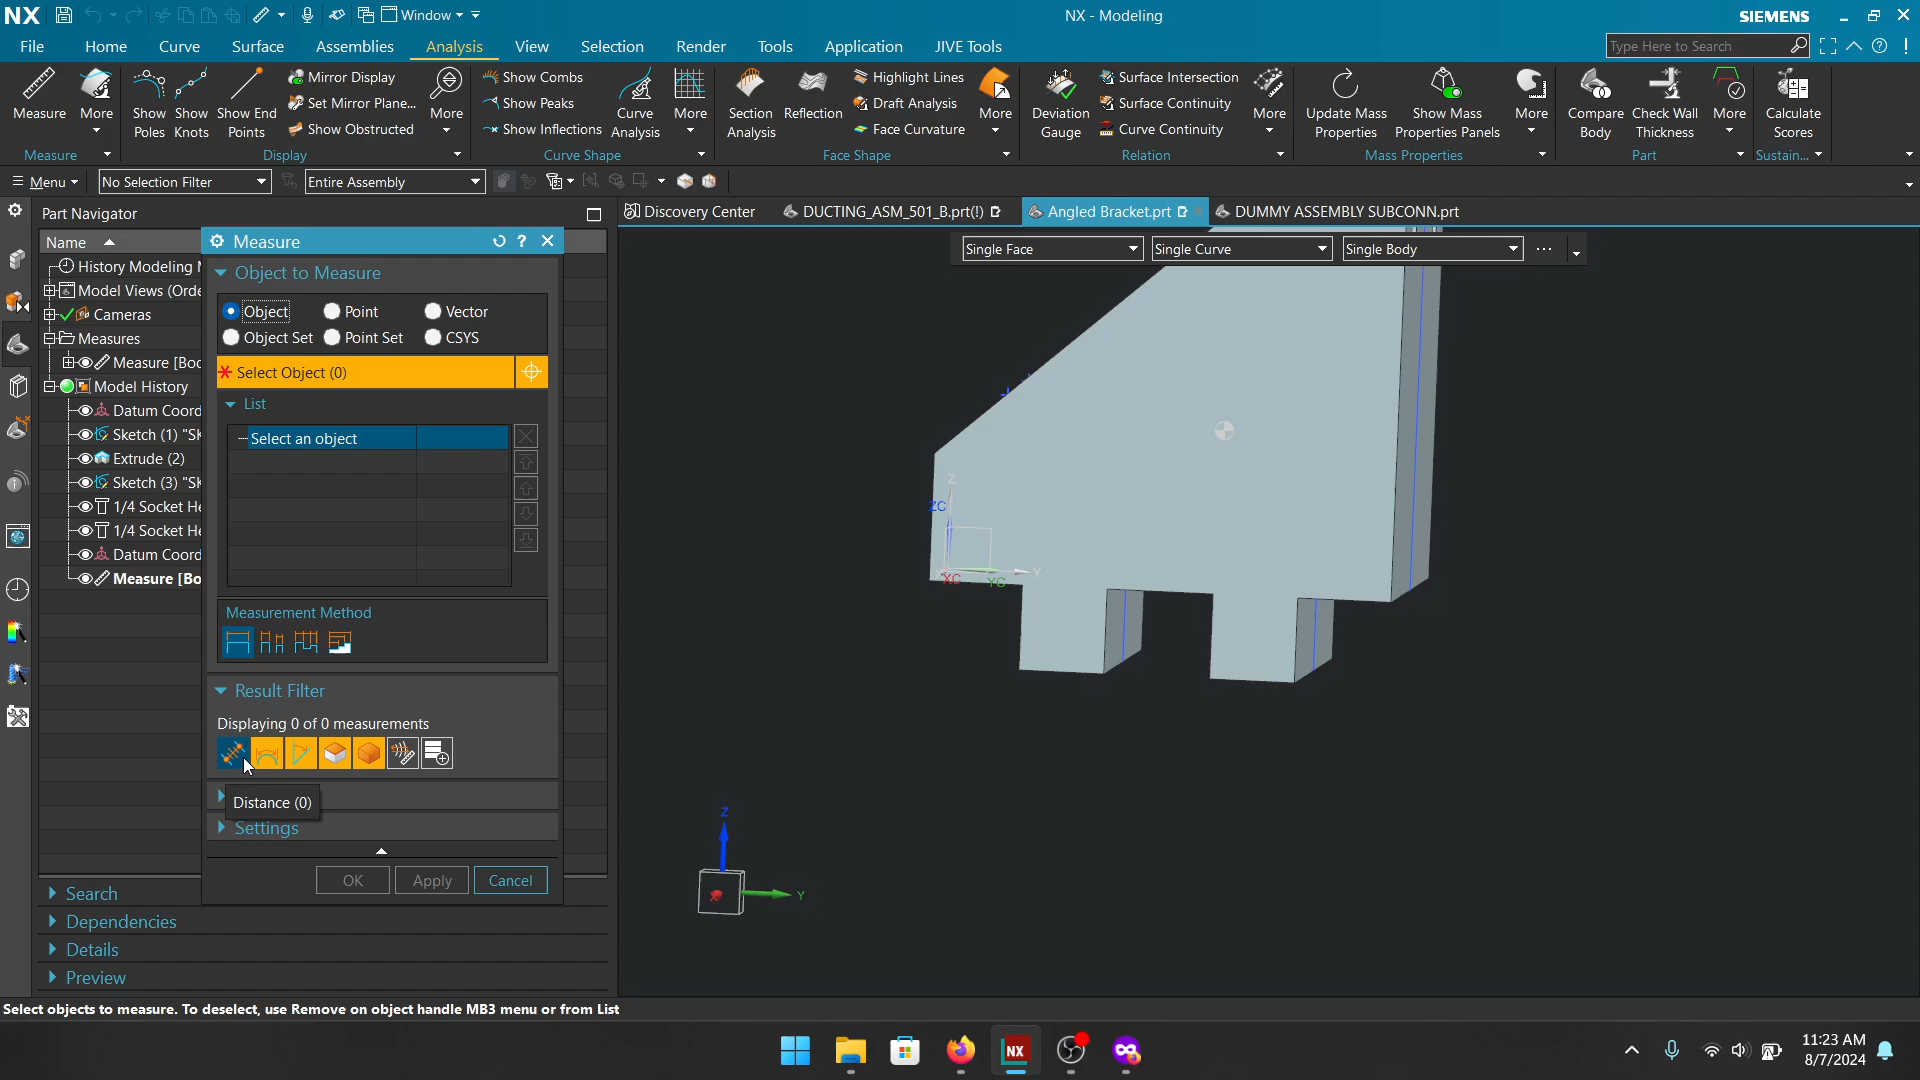 NX
Window
NX - Modeling
SIEMENS
File Home Curve Surface Assemblies Analysis View Selection Render Tools Application JIVE Tools
Type Here to Search
Measure
More
Measure
Show Poles
Show Knots
Show End Points
Mirror Display
Set Mirror Plane...
Show Obstructed
More
Display
Show Combs
Show Peaks
Show Inflections
Curve Analysis
More
Curve Shape
Section Analysis
Reflection
Highlight Lines
Draft Analysis
Face Curvature
More
Face Shape
Deviation Gauge
Surface Intersection
Surface Continuity
Curve Continuity
More
Relation
Update Mass Properties
Show Mass Properties Panels
More
Mass Properties
Compare Body
Check Wall Thickness
More
Part
Calculate Scores
Sustain...
Menu
No Selection Filter
Entire Assembly
Part Navigator
Discovery Center
DUCTING_ASM_501_B.prt(!)
Angled Bracket.prt
DUMMY ASSEMBLY SUBCONN.prt
Single Face
Single Curve
Single Body
Name
History Modeling
Model Views (Orde
Cameras
Measures
Measure [Boc
Model History
Datum Coord
Sketch (1) "SK
Extrude (2)
Sketch (3) "SK
1/4 Socket He
1/4 Socket He
Datum Coord
Measure [Bo
Measure
Object to Measure
Object Point Vector
Object Set Point Set CSYS
Select Object (0)
List
Select an object
Measurement Method
Result Filter
Displaying 0 of 0 measurements
Distance (0)
Settings
OK Apply Cancel
Search
Dependencies
Details
Preview
Z
ZC
XC
YC
Y
Z
Y
Select objects to measure. To deselect, use Remove on object handle MB3 menu or from List
NX
11:23 AM
8/7/2024